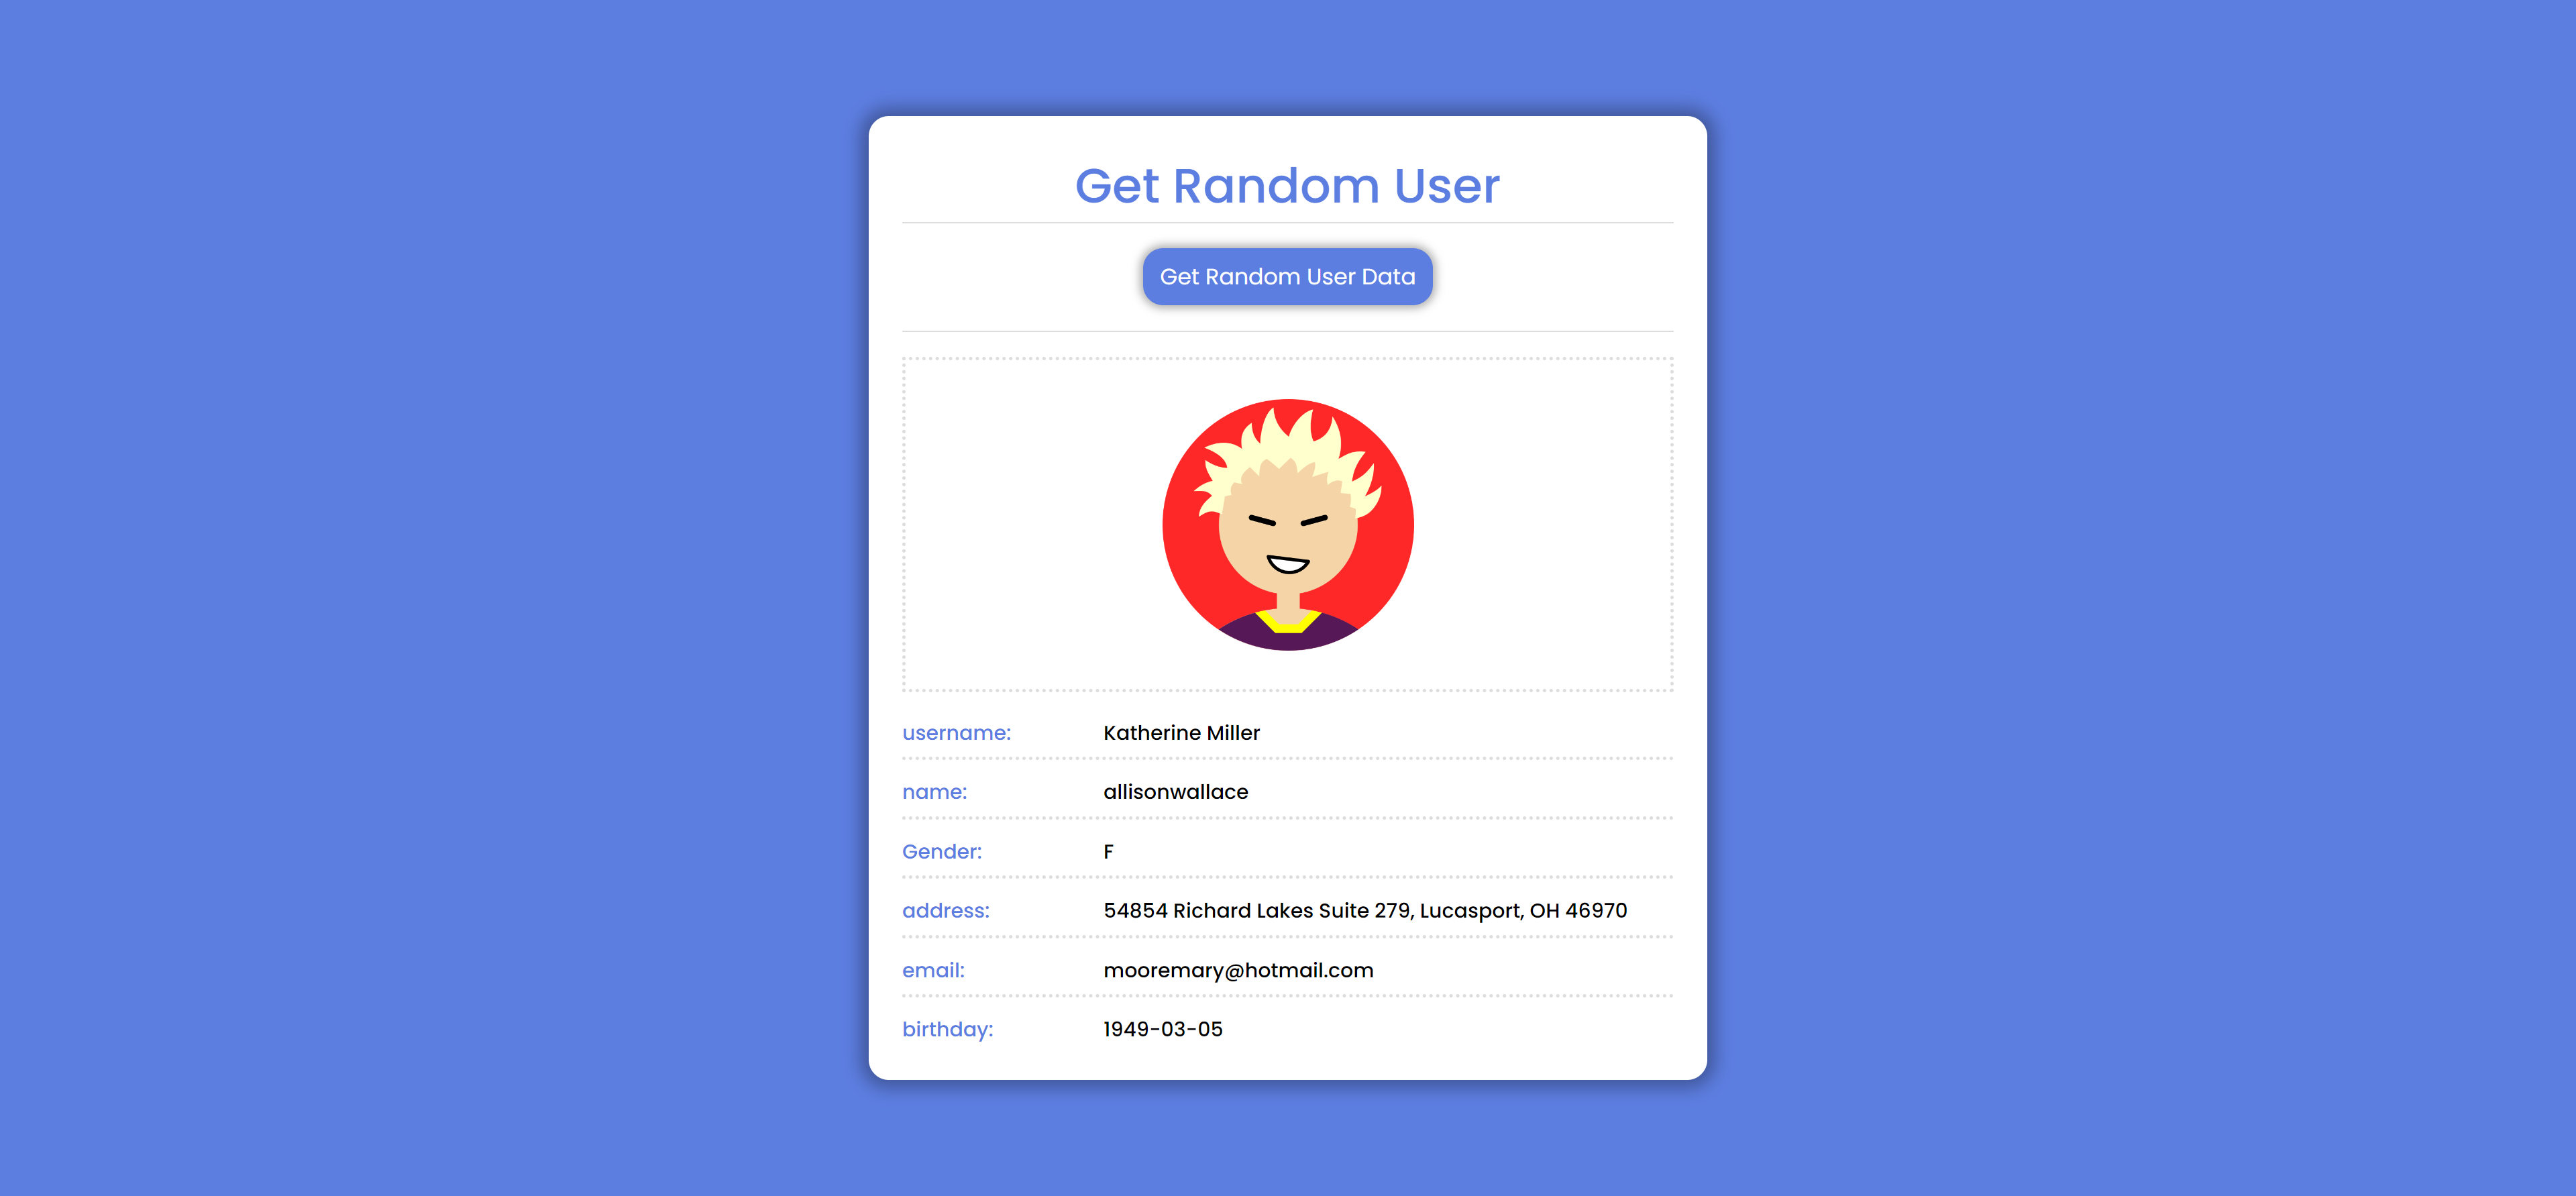 Get Random User
Get Random User Data
username: Katherine Miller
name: allisonwallace
Gender: F
address: 54854 Richard Lakes Suite 279, Lucasport, OH 46970
email: mooremary@hotmail.com
birthday: 1949-03-05